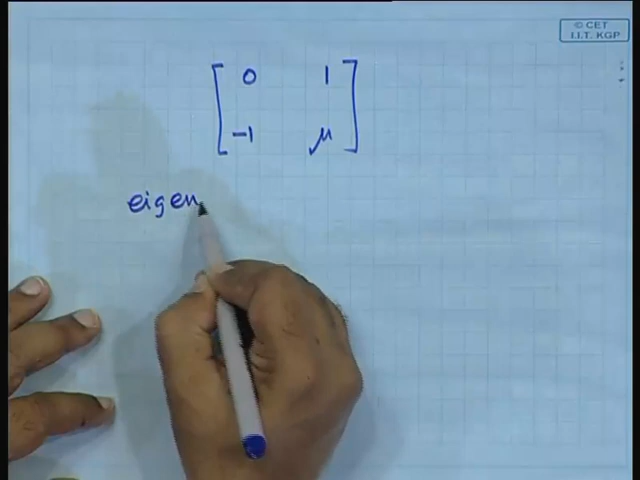 © CET
I.I.T. KGP
0 1
-1 μ
eigen